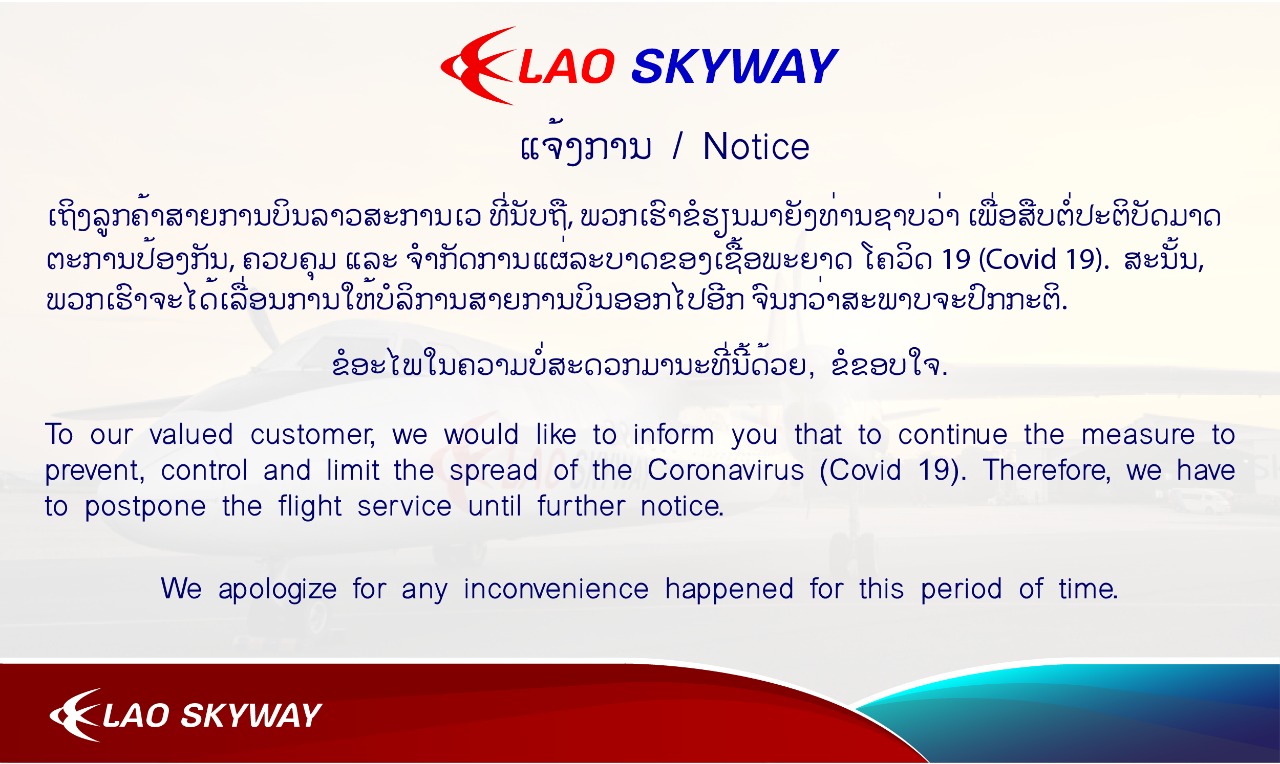 LAO SKYWAY
ແຈ້ງການ / Notice
ເຖິງລູກຄ້າສາຍການບິນລາວສະການເວ ທີ່ນັບຖື, ພວກເຮົາຂໍຮຽນມາຍັງທ່ານຊາບວ່າ ເພື່ອສືບຕໍ່ປະຕິບັດມາດ
ຕະການປ້ອງກັນ, ຄວບຄຸມ ແລະ ຈຳກັດການແຜ່ລະບາດຂອງເຊື້ອພະຍາດ ໂຄວິດ 19 (Covid 19). ສະນັ້ນ,
ພວກເຮົາຈະໄດ້ເລື່ອນການໃຫ້ບໍລິການສາຍການບິນອອກໄປອີກ ຈົນກວ່າສະພາບຈະປົກກະຕິ.
ຂໍອະໄພໃນຄວາມບໍ່ສະດວກມານະທີ່ນີ້ດ້ວຍ, ຂໍຂອບໃຈ.
To our valued customer, we would like to inform you that to continue the measure to
prevent, control and limit the spread of the Coronavirus (Covid 19). Therefore, we have
to postpone the flight service until further notice.
We apologize for any inconvenience happened for this period of time.
LAO SKYWAY